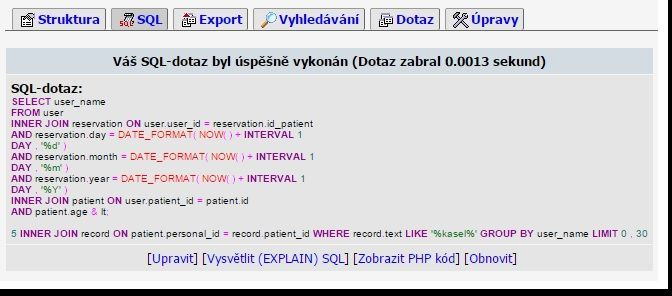 Struktura SQL Export Vyhledávání Dotaz Úpravy
Váš SQL-dotaz byl úspěšně vykonán (Dotaz zabral 0.0013 sekund)
SQL-dotaz:
SELECT user_name
FROM user
INNER JOIN reservation ON user.user_id = reservation.id_patient
AND reservation.day = DATE_FORMAT( NOW( ) + INTERVAL 1
DAY , '%d' )
AND reservation.month = DATE_FORMAT( NOW( ) + INTERVAL 1
DAY , '%m' )
AND reservation.year = DATE_FORMAT( NOW( ) + INTERVAL 1
DAY , '%Y' )
INNER JOIN patient ON user.patient_id = patient.id
AND patient.age & lt;
5 INNER JOIN record ON patient.personal_id = record.patient_id WHERE record.text LIKE '%kasel%' GROUP BY user_name LIMIT 0 , 30
[Upravit] [Vysvětlit (EXPLAIN) SQL] [Zobrazit PHP kód] [Obnovit]